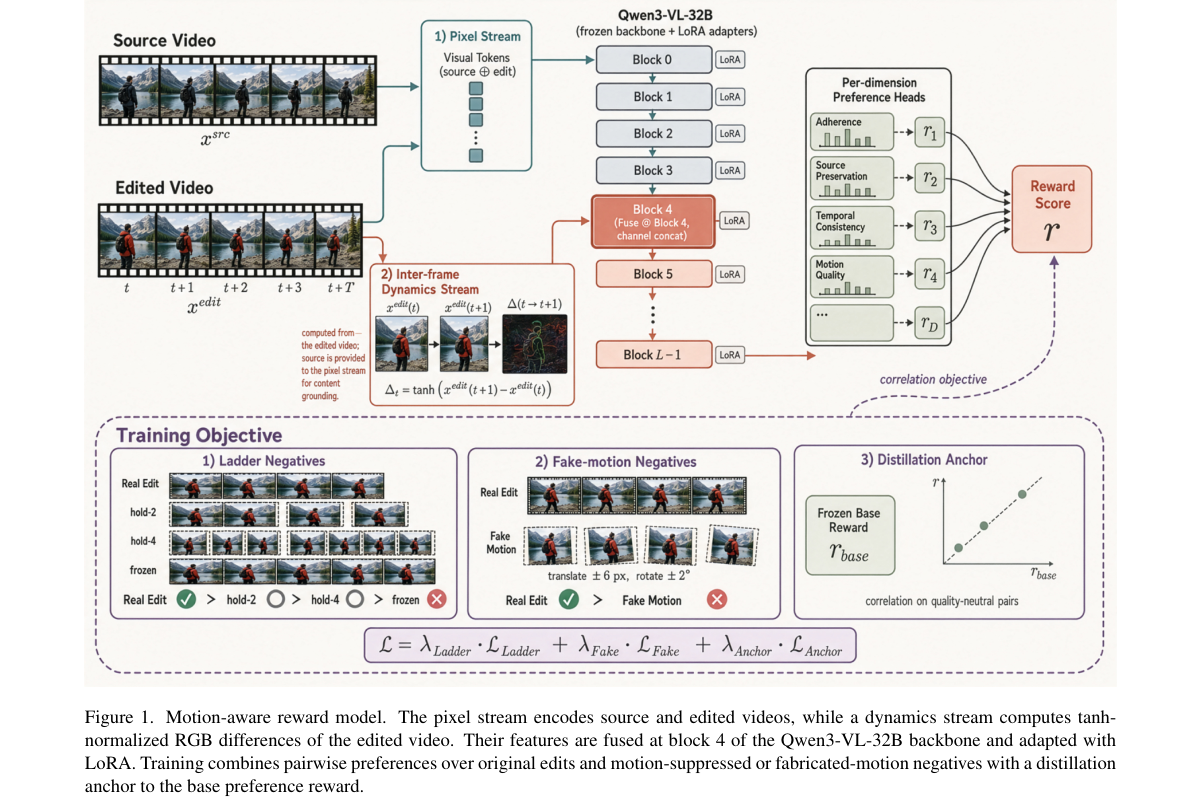 Source Video
x^src
Edited Video
t t+1 t+2 t+3 t+T
x^edit
1) Pixel Stream
Visual Tokens
(source ⊕ edit)
2) Inter-frame
Dynamics Stream
x^edit(t) x^edit(t+1) Δ(t→t+1)
Δ_t = tanh (x^edit(t+1)−x^edit(t))
computed from—
the edited video;
source is provided
to the pixel stream
for content
grounding.
Qwen3-VL-32B
(frozen backbone + LoRA adapters)
Block 0 LoRA
Block 1 LoRA
Block 2 LoRA
Block 3 LoRA
Block 4
(Fuse @ Block 4,
channel concat)
LoRA
Block 5 LoRA
Block L−1 LoRA
Per-dimension
Preference Heads
Adherence r_1
Source
Preservation
r_2
Temporal
Consistency
r_3
Motion
Quality
r_4
... r_D
Reward
Score
r
correlation objective
Training Objective
1) Ladder Negatives
Real Edit
hold-2
hold-4
frozen
Real Edit > hold-2 > hold-4 > frozen
2) Fake-motion Negatives
Real Edit
Fake
Motion
translate ±6 px, rotate ±2°
Real Edit > Fake Motion
3) Distillation Anchor
Frozen Base
Reward
r_base
r
r_base
correlation on quality-neutral pairs
ℒ = λ_Ladder · ℒ_Ladder + λ_Fake · ℒ_Fake + λ_Anchor · ℒ_Anchor
Figure 1. Motion-aware reward model. The pixel stream encodes source and edited videos, while a dynamics stream computes tanh-
normalized RGB differences of the edited video. Their features are fused at block 4 of the Qwen3-VL-32B backbone and adapted with
LoRA. Training combines pairwise preferences over original edits and motion-suppressed or fabricated-motion negatives with a distillation
anchor to the base preference reward.